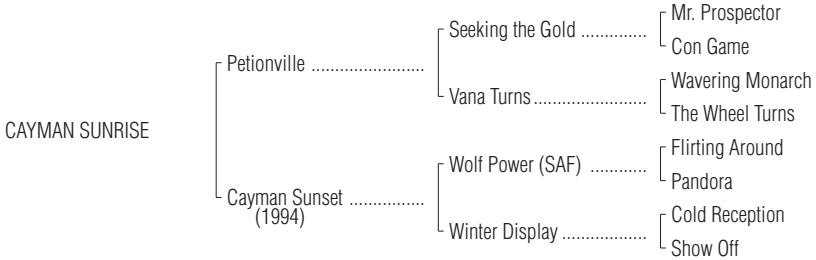 Mr. Prospector
Seeking the Gold ..............
Con Game
Petionville ........................
Wavering Monarch
Vana Turns ........................
The Wheel Turns
CAYMAN SUNRISE
Flirting Around
Wolf Power (SAF) ............
Pandora
Cayman Sunset ................
(1994)
Cold Reception
Winter Display ..................
Show Off